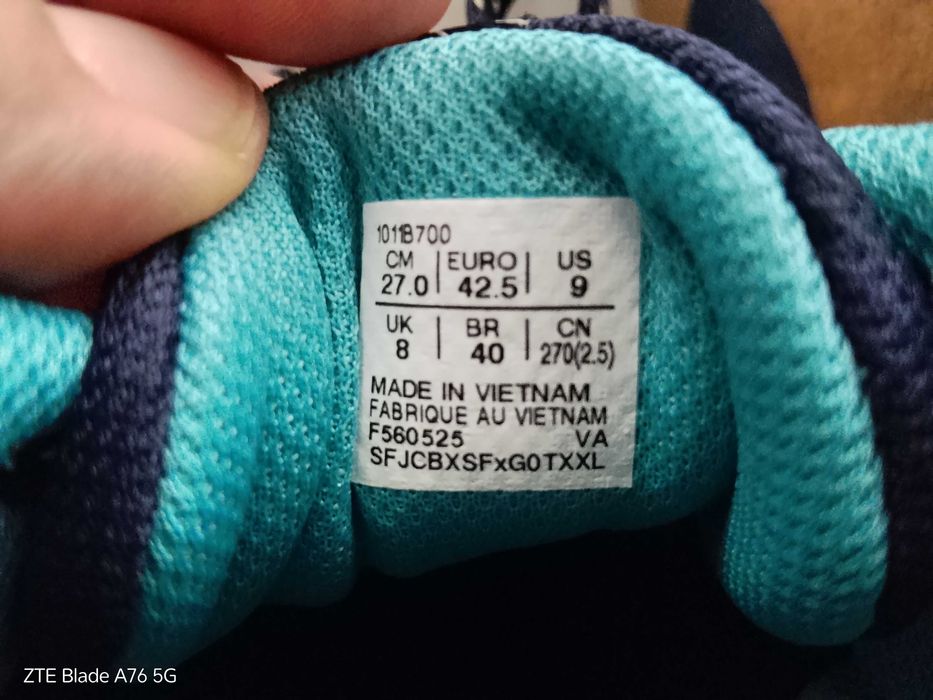 1011B700
CM | EURO | US
27.0 | 42.5 | 9
UK | BR | CN
8 | 40 | 270(2.5)
MADE IN VIETNAM
FABRIQUE AU VIETNAM
F560525 VA
SFJCBXSFxG0TXXL
ZTE Blade A76 5G